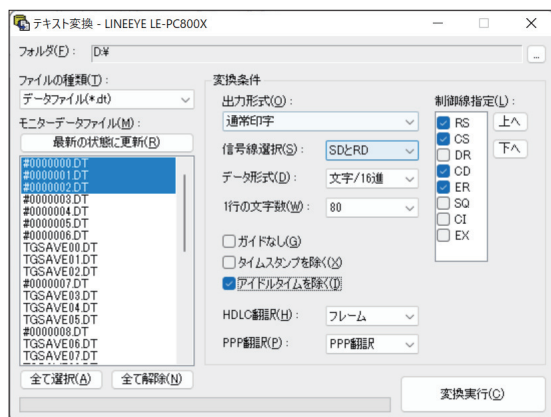 テキスト変換 - LINEEYE LE-PC800X
フォルダ(F): D:¥ ...
ファイルの種類(T):
データファイル(*.dt)
モニターデータファイル(M):
最新の状態に更新(R)
#0000000.DT
#0000001.DT
#0000002.DT
#0000003.DT
#0000004.DT
#0000005.DT
#0000006.DT
TGSAVE00.DT
TGSAVE01.DT
TGSAVE02.DT
#0000007.DT
TGSAVE03.DT
TGSAVE04.DT
TGSAVE05.DT
#0000008.DT
TGSAVE06.DT
TGSAVE07.DT
全て選択(A) 全て解除(N)
変換条件
出力形式(O):
通常印字
信号線選択(S): SDとRD
データ形式(D): 文字/16進
1行の文字数(W): 80
ガイドなし(G)
タイムスタンプを除く(X)
アイドルタイムを除く(I)
HDLC翻訳(H): フレーム
PPP翻訳(P): PPP翻訳
制御線指定(L):
RS
CS
DR
CD
ER
SQ
CI
EX
上へ
下へ
変換実行(C)